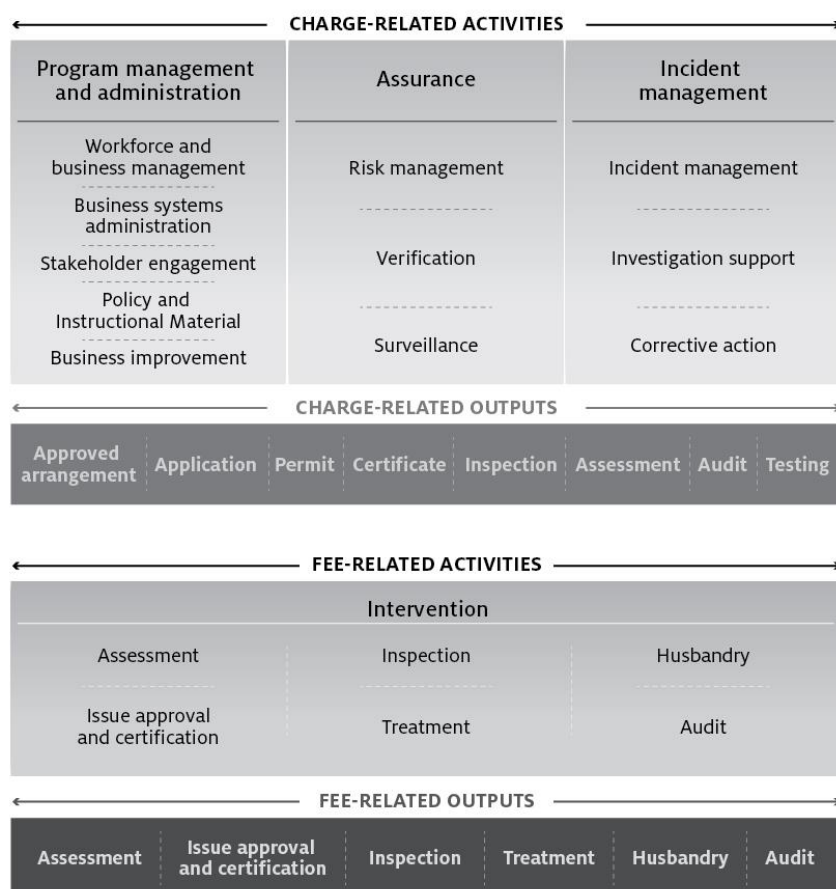 CHARGE-RELATED ACTIVITIES
Program management
and administration
Workforce and
business management
Business systems
administration
Stakeholder engagement
Policy and
Instructional Material
Business improvement
Assurance
Risk management
Verification
Surveillance
Incident
management
Incident management
Investigation support
Corrective action
CHARGE-RELATED OUTPUTS
Approved
arrangement
Application
Permit
Certificate
Inspection
Assessment
Audit
Testing
FEE-RELATED ACTIVITIES
Intervention
Assessment
Issue approval
and certification
Inspection
Treatment
Husbandry
Audit
FEE-RELATED OUTPUTS
Assessment
Issue approval
and certification
Inspection
Treatment
Husbandry
Audit